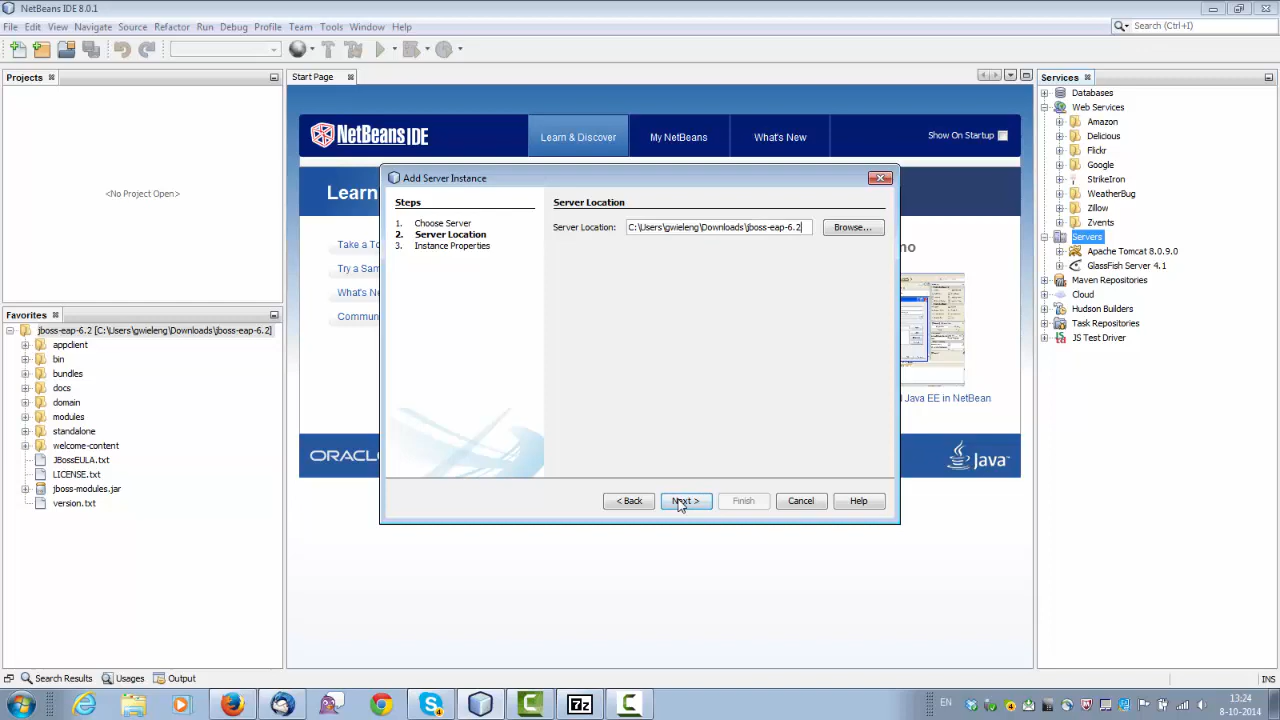 NetBeans IDE 8.0.1
File Edit View Navigate Source Refactor Run Debug Profile Team Tools Window Help
Search (Ctrl+I)
Projects
<No Project Open>
Favorites
jboss-eap-6.2 [C:\Users\gwieleng\Downloads\jboss-eap-6.2]
appclient
bin
bundles
docs
domain
modules
standalone
welcome-content
JBossEULA.txt
LICENSE.txt
jboss-modules.jar
version.txt
Start Page
NetBeans IDE
Learn & Discover
My NetBeans
What's New
Show On Startup
Learn
Take a To
Try a Sam
What's Ne
Commun
mo
Java EE in NetBean
ORACL
Java
Add Server Instance
Steps
1. Choose Server
2. Server Location
3. Instance Properties
Server Location
Server Location: C:\Users\gwieleng\Downloads\jboss-eap-6.2
Browse...
< Back
Next >
Finish
Cancel
Help
Services
Databases
Web Services
Amazon
Delicious
Flickr
Google
StrikeIron
WeatherBug
Zillow
Zvents
Servers
Apache Tomcat 8.0.9.0
GlassFish Server 4.1
Maven Repositories
Cloud
Hudson Builders
Task Repositories
JS Test Driver
Search Results
Usages
Output
INS
EN
13:24
8-10-2014